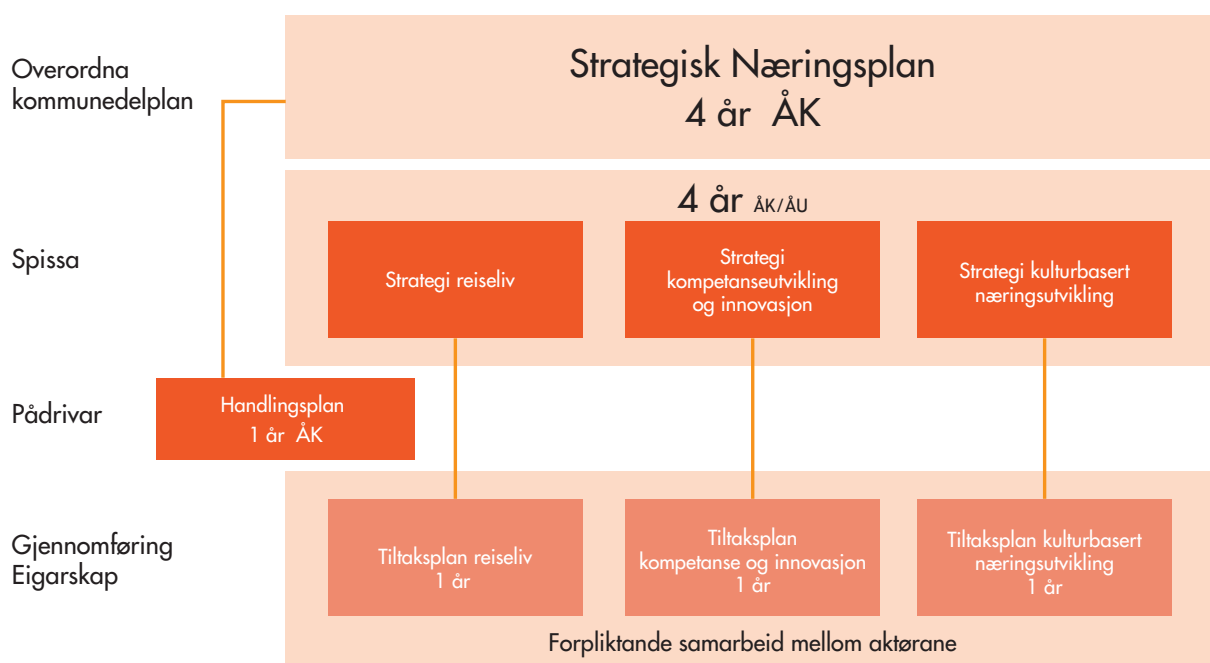 Overordna
kommunedelplan
Strategisk Næringsplan
4 år ÅK
Spissa
4 år ÅK/ÅU
Strategi reiseliv
Strategi
kompetanseutvikling
og innovasjon
Strategi kulturbasert
næringsutvikling
Pådrivar
Handlingsplan
1 år ÅK
Gjennomføring
Eigarskap
Tiltaksplan reiseliv
1 år
Tiltaksplan
kompetanse og innovasjon
1 år
Tiltaksplan kulturbasert
næringsutvikling
1 år
Forpliktande samarbeid mellom aktørane